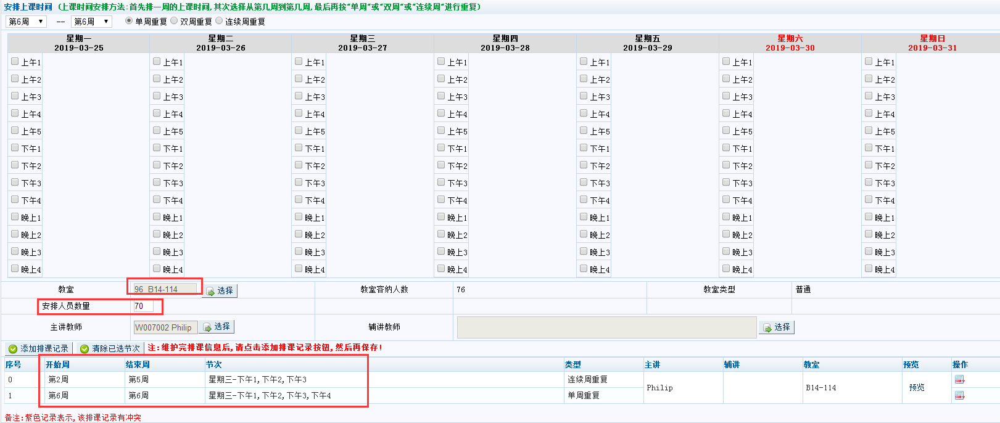 安排上课时间 (上课时间安排方法:首先排一周的上课时间,其次选择从第几周到第几周,最后再按"单周"或"双周"或"连续周"进行重复)
第6周 -- 第6周 单周重复 双周重复 连续周重复
星期一 星期二 星期三 星期四 星期五 星期六 星期日
2019-03-25 2019-03-26 2019-03-27 2019-03-28 2019-03-29 2019-03-30 2019-03-31
上午1 上午1 上午1 上午1 上午1 上午1 上午1
上午2 上午2 上午2 上午2 上午2 上午2 上午2
上午3 上午3 上午3 上午3 上午3 上午3 上午3
上午4 上午4 上午4 上午4 上午4 上午4 上午4
上午5 上午5 上午5 上午5 上午5 上午5 上午5
下午1 下午1 下午1 下午1 下午1 下午1 下午1
下午2 下午2 下午2 下午2 下午2 下午2 下午2
下午3 下午3 下午3 下午3 下午3 下午3 下午3
下午4 下午4 下午4 下午4 下午4 下午4 下午4
晚上1 晚上1 晚上1 晚上1 晚上1 晚上1 晚上1
晚上2 晚上2 晚上2 晚上2 晚上2 晚上2 晚上2
晚上3 晚上3 晚上3 晚上3 晚上3 晚上3 晚上3
晚上4 晚上4 晚上4 晚上4 晚上4 晚上4 晚上4
教室 96_B14-114 选择 教室容纳人数 76 教室类型 普通
安排人员数量 70
主讲教师 W007002 Philip 选择 辅讲教师 选择
添加排课记录 清除已选节次 注:维护完排课信息后,请点击添加排课记录按钮,然后再保存!
序号 开始周 结束周 节次 类型 主讲 辅讲 教室 预览 操作
0 第2周 第5周 星期三-下午1,下午2,下午3 连续周重复
Philip B14-114 预览
1 第6周 第6周 星期三-下午1,下午2,下午3,下午4 单周重复
备注:紫色记录表示,该排课记录有冲突